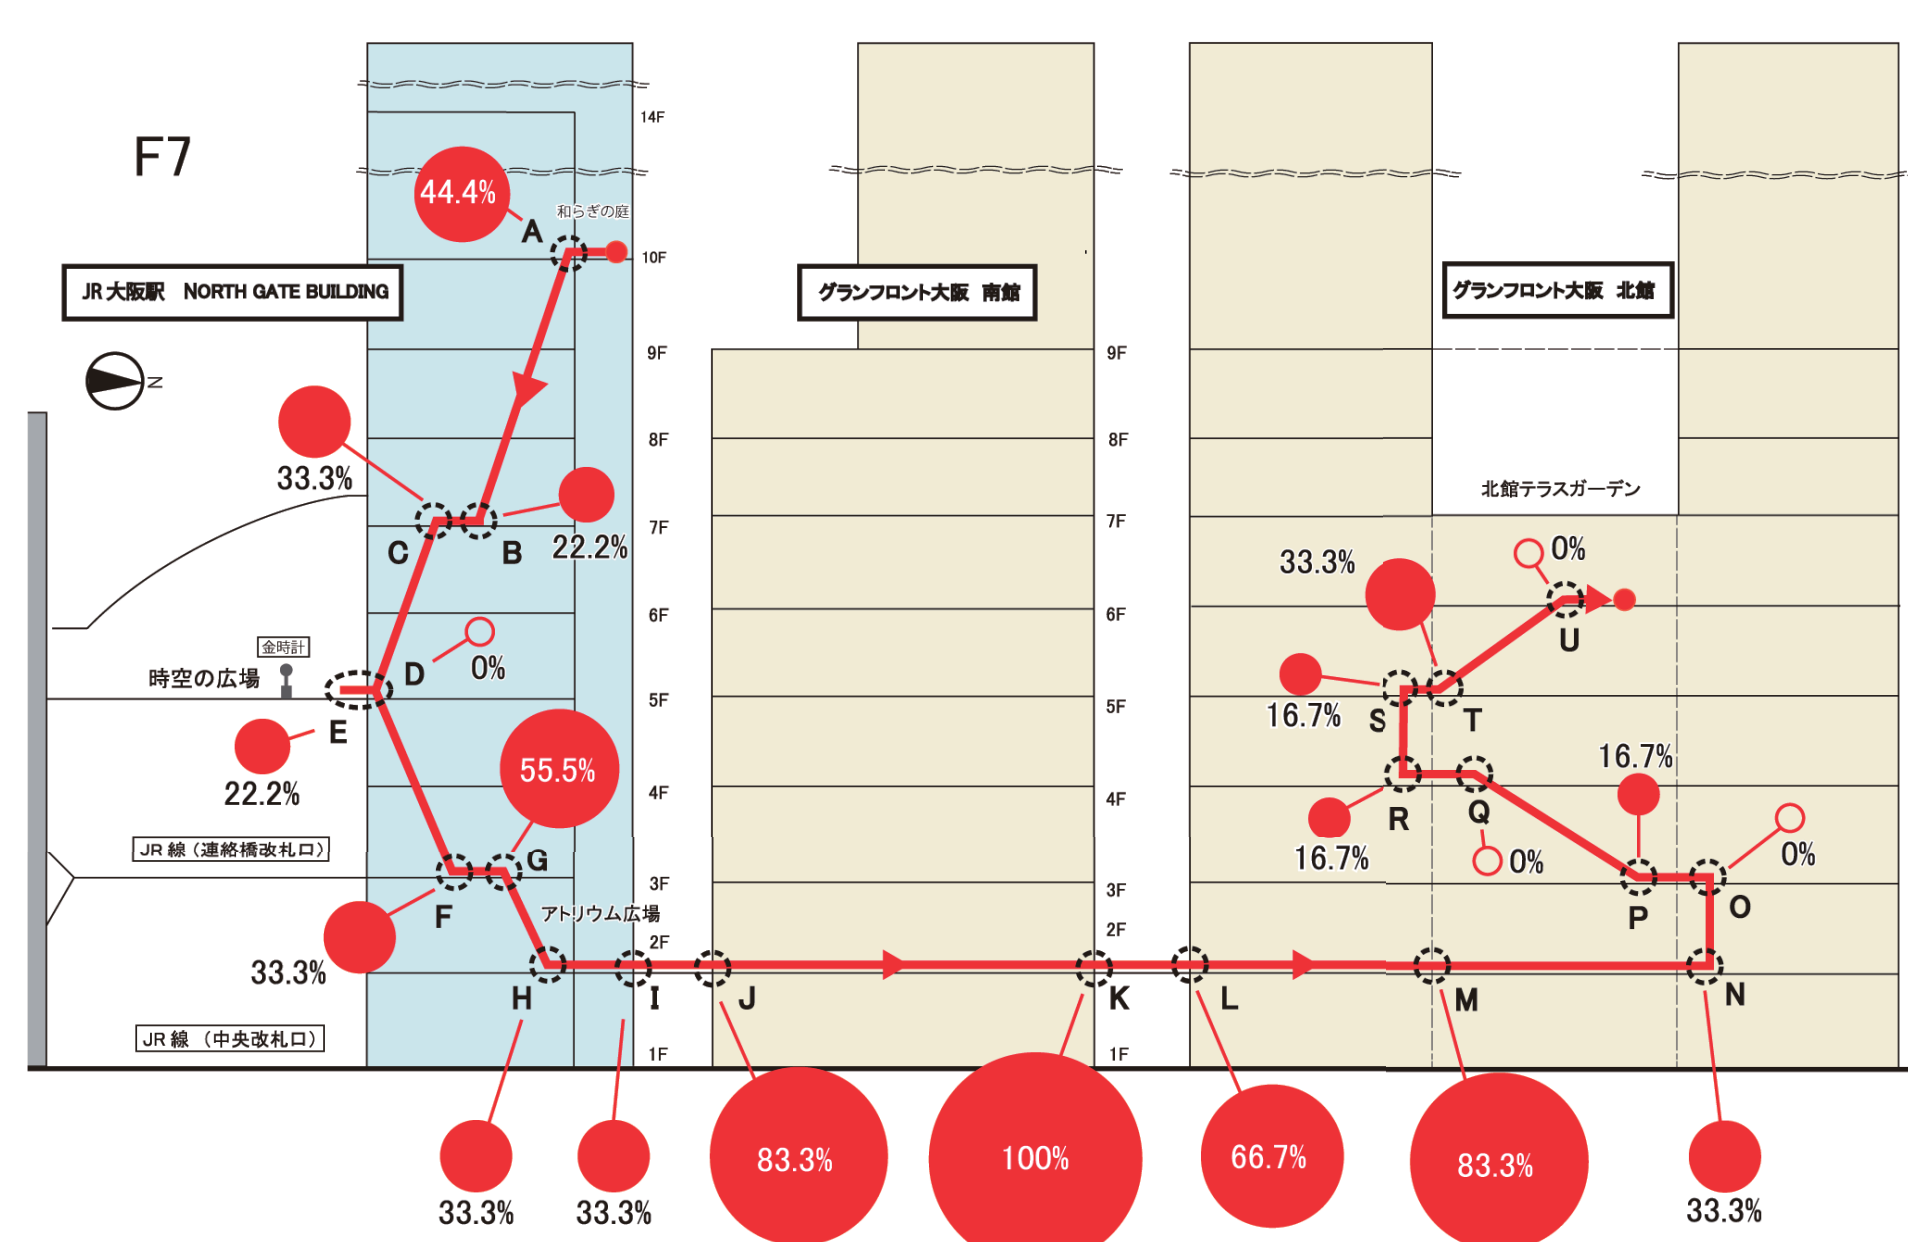 F7
14F
44.4%
和らぎの庭
A
10F
JR 大阪駅　NORTH GATE BUILDING
グランフロント大阪　南館
グランフロント大阪　北館
N
9F
9F
8F
8F
33.3%
北館テラスガーデン
7F
7F
C
B
22.2%
0%
33.3%
6F
6F
U
金時計
D
0%
時空の広場
5F
5F
16.7%
S
T
E
22.2%
55.5%
4F
4F
16.7%
R
Q
16.7%
0%
0%
JR 線（連絡橋改札口）
G
3F
3F
F
アトリウム広場
P
O
2F
2F
33.3%
H
I
J
K
L
M
N
JR 線　（中央改札口）
1F
1F
83.3%
100%
66.7%
83.3%
33.3%
33.3%
33.3%